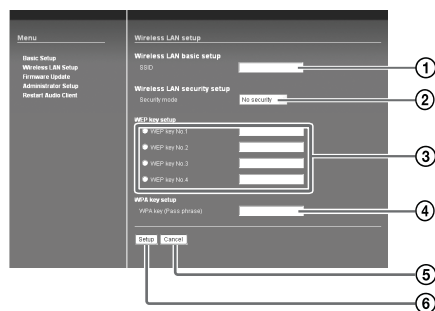 Menu
Basic Setup
Wireless LAN Setup
Firmware Update
Administrator Setup
Restart Audio Client
Wireless LAN setup
Wireless LAN basic setup
SSID
1
Wireless LAN security setup
Security mode
No security
2
WEP key setup
WEP key No.1
WEP key No.2
WEP key No.3
WEP key No.4
3
WPA key setup
WPA key (Pass phrase)
4
Setup
Cancel
5
6